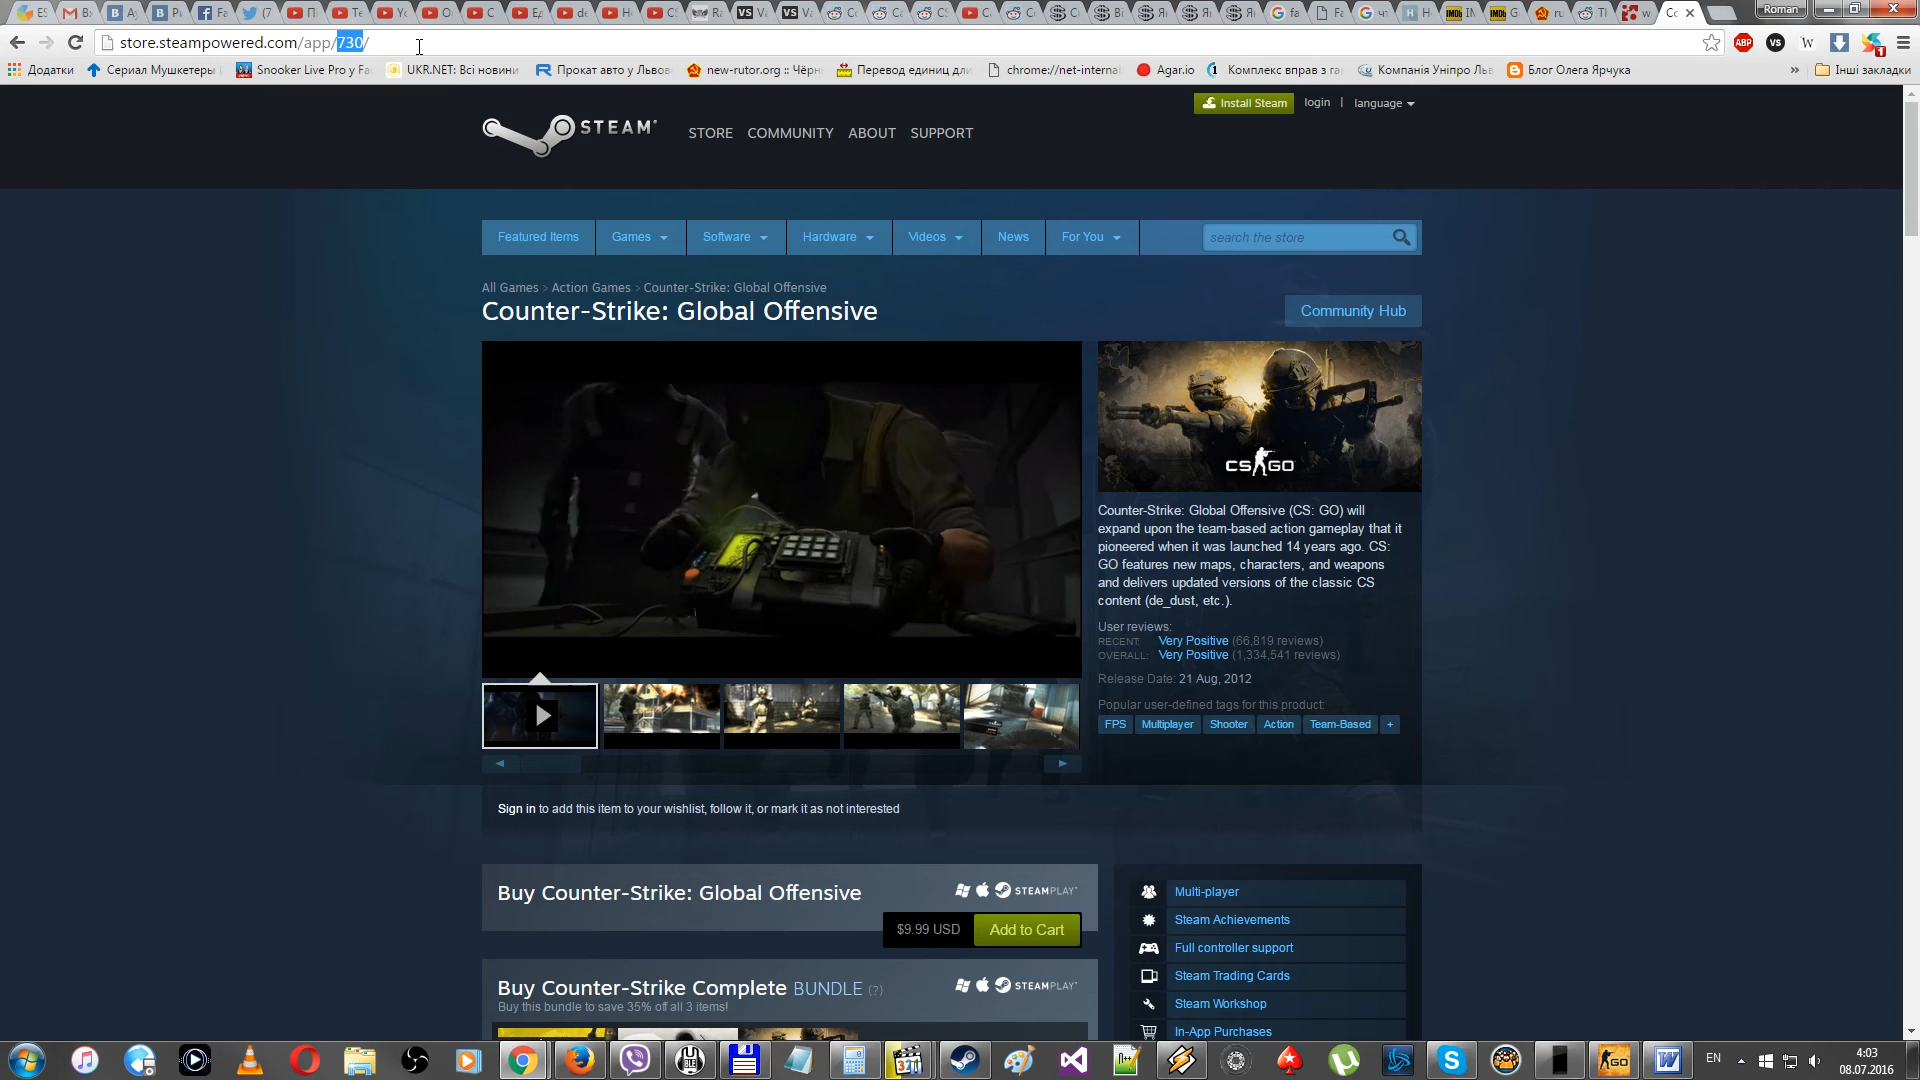 Roman
store.steampowered.com/app/730/
Додатки
Сериал Мушкетеры
Snooker Live Pro у Fa
UKR.NET: Всі новини
Прокат авто у Львов
new-rutor.org :: Чёрн
Перевод единиц дли
chrome://net-interna
Agar.io
Комплекс вправ з га
Компанія Уніпро Льв
Блог Олега Ярчука
»
Інші закладки
Install Steam
login
language
STEAM
STORE
COMMUNITY
ABOUT
SUPPORT
Featured Items
Games
Software
Hardware
Videos
News
For You
search the store
All Games > Action Games > Counter-Strike: Global Offensive
Counter-Strike: Global Offensive
Community Hub
CS GO
Counter-Strike: Global Offensive (CS: GO) will
expand upon the team-based action gameplay that it
pioneered when it was launched 14 years ago. CS:
GO features new maps, characters, and weapons
and delivers updated versions of the classic CS
content (de_dust, etc.).
User reviews:
RECENT: Very Positive (66,819 reviews)
OVERALL: Very Positive (1,334,541 reviews)
Release Date: 21 Aug, 2012
Popular user-defined tags for this product:
FPS
Multiplayer
Shooter
Action
Team-Based
+
Sign in to add this item to your wishlist, follow it, or mark it as not interested
Buy Counter-Strike: Global Offensive
STEAMPLAY
$9.99 USD
Add to Cart
Buy Counter-Strike Complete BUNDLE (?)
STEAMPLAY
Buy this bundle to save 35% off all 3 items!
Multi-player
Steam Achievements
Full controller support
Steam Trading Cards
Steam Workshop
In-App Purchases
EN
4:03
08.07.2016